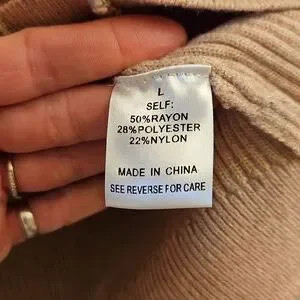 L
SELF:
50%RAYON
28%POLYESTER
22%NYLON
MADE IN CHINA
SEE REVERSE FOR CARE